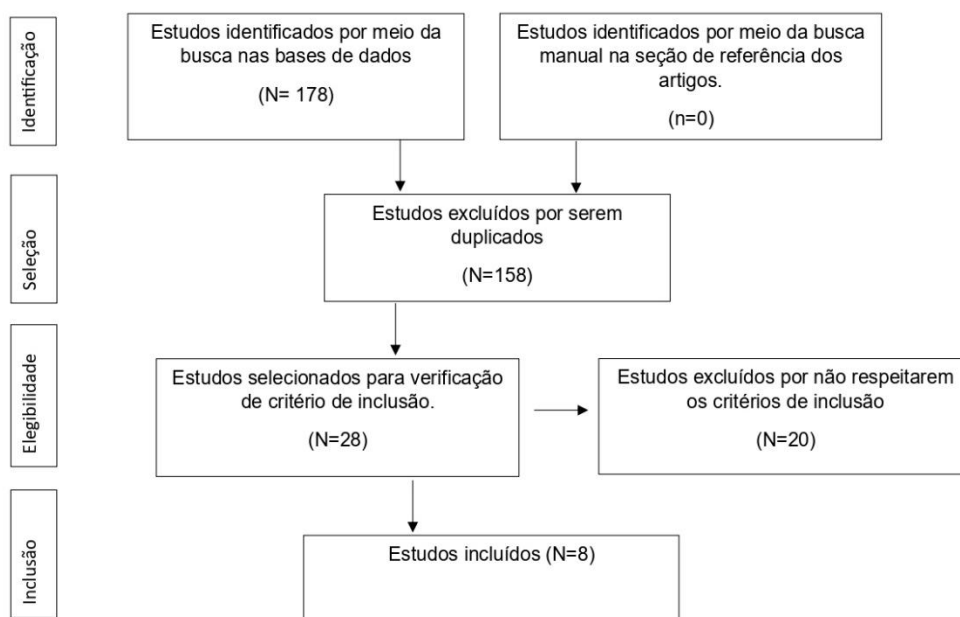 Identificação
Estudos identificados por meio da
busca nas bases de dados
(N= 178)
Estudos identificados por meio da busca
manual na seção de referência dos
artigos.
(n=0)
Seleção
Estudos excluídos por serem
duplicados
(N=158)
Elegibilidade
Estudos selecionados para verificação
de critério de inclusão.
(N=28)
Estudos excluídos por não respeitarem
os critérios de inclusão
(N=20)
Inclusão
Estudos incluídos (N=8)